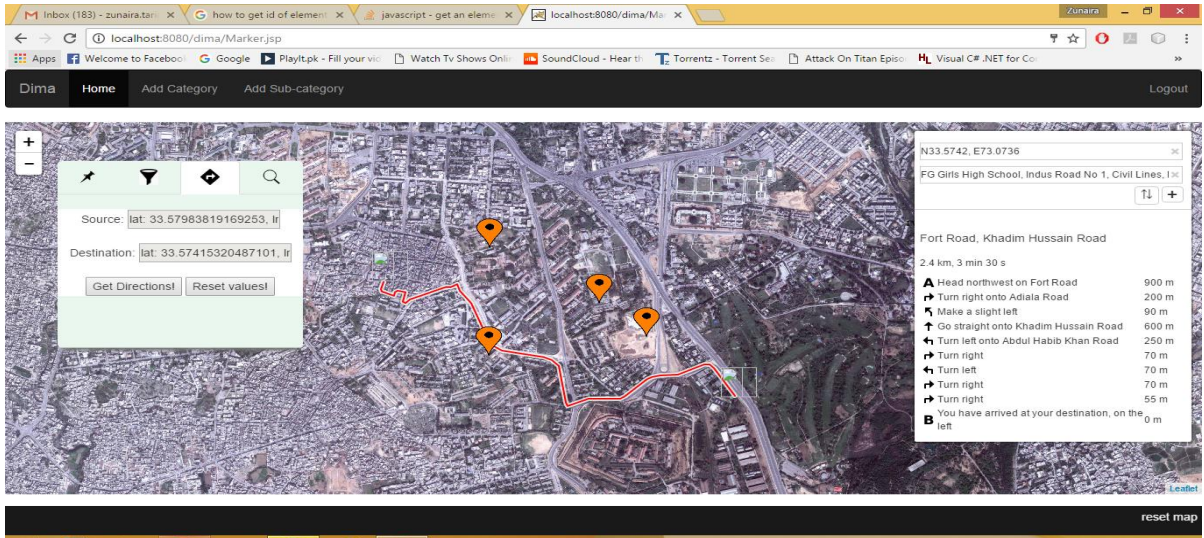 M Inbox (183) - zunaira.tari
how to get id of element
javascript - get an eleme
localhost:8080/dima/Mar
Zunaira
localhost:8080/dima/Marker.jsp
Apps
Welcome to Facebook
Google
Playlt.pk - Fill your vid
Watch Tv Shows Onlin
SoundCloud - Hear th
Torrentz - Torrent Sea
Attack On Titan Episo
HL Visual C# .NET for Co
»
Dima
Home
Add Category
Add Sub-category
Logout
+
−
Source: lat: 33.57983819169253, lr
Destination: lat: 33.57415320487101, lr
Get Directions!
Reset values!
N33.5742, E73.0736
FG Girls High School, Indus Road No 1, Civil Lines, I
+
Fort Road, Khadim Hussain Road
2.4 km, 3 min 30 s
A Head northwest on Fort Road 900 m
Turn right onto Adiala Road 200 m
Make a slight left 90 m
Go straight onto Khadim Hussain Road 600 m
Turn left onto Abdul Habib Khan Road 250 m
Turn right 70 m
Turn left 70 m
Turn right 70 m
Turn right 55 m
B You have arrived at your destination, on the 0 m
left
Leaflet
reset map